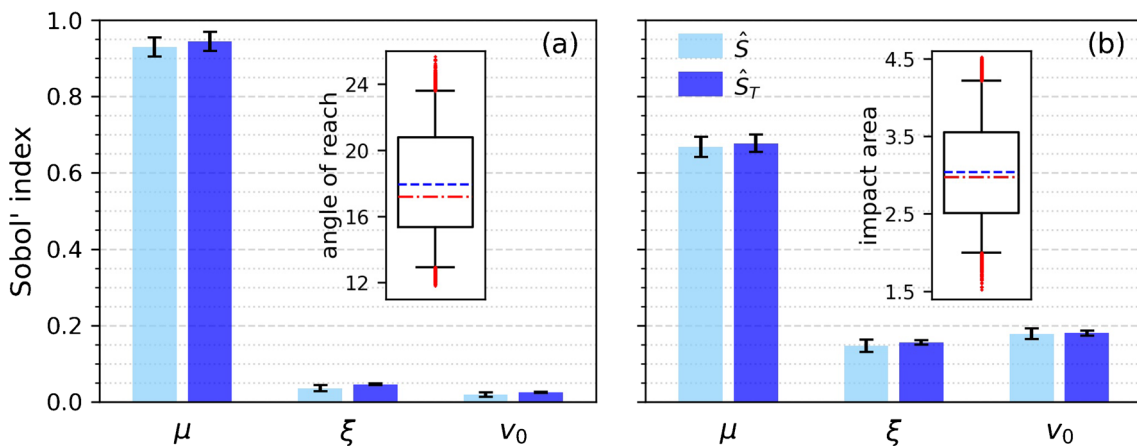 Sobol' index
1.0
0.8
0.6
0.4
0.2
0.0
(a)
angle of reach
24
20
16
12
μ ξ v₀
Ŝ
Ŝ_T
(b)
impact area
4.5
3.5
2.5
1.5
μ ξ v₀